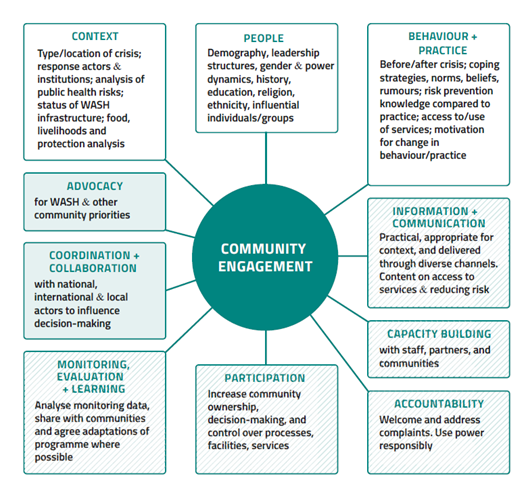 CONTEXT
Type/location of crisis;
response actors &
institutions; analysis of
public health risks;
status of WASH
infrastructure; food,
livelihoods and
protection analysis
PEOPLE
Demography, leadership
structures, gender & power
dynamics, history,
education, religion,
ethnicity, influential
individuals/groups
BEHAVIOUR +
PRACTICE
Before/after crisis; coping
strategies, norms, beliefs,
rumours; risk prevention
knowledge compared to
practice; access to/use
of services; motivation
for change in
behaviour/practice
ADVOCACY
for WASH & other
community priorities
COORDINATION +
COLLABORATION
with national,
international & local
actors to influence
decision-making
COMMUNITY
ENGAGEMENT
INFORMATION +
COMMUNICATION
Practical, appropriate for
context, and delivered
through diverse channels.
Content on access to
services & reducing risk
CAPACITY BUILDING
with staff, partners, and
communities
MONITORING,
EVALUATION
+ LEARNING
Analyse monitoring data,
share with communities
and agree adaptations of
programme where
possible
PARTICIPATION
Increase community
ownership,
decision-making, and
control over processes,
facilities, services
ACCOUNTABILITY
Welcome and address
complaints. Use power
responsibly